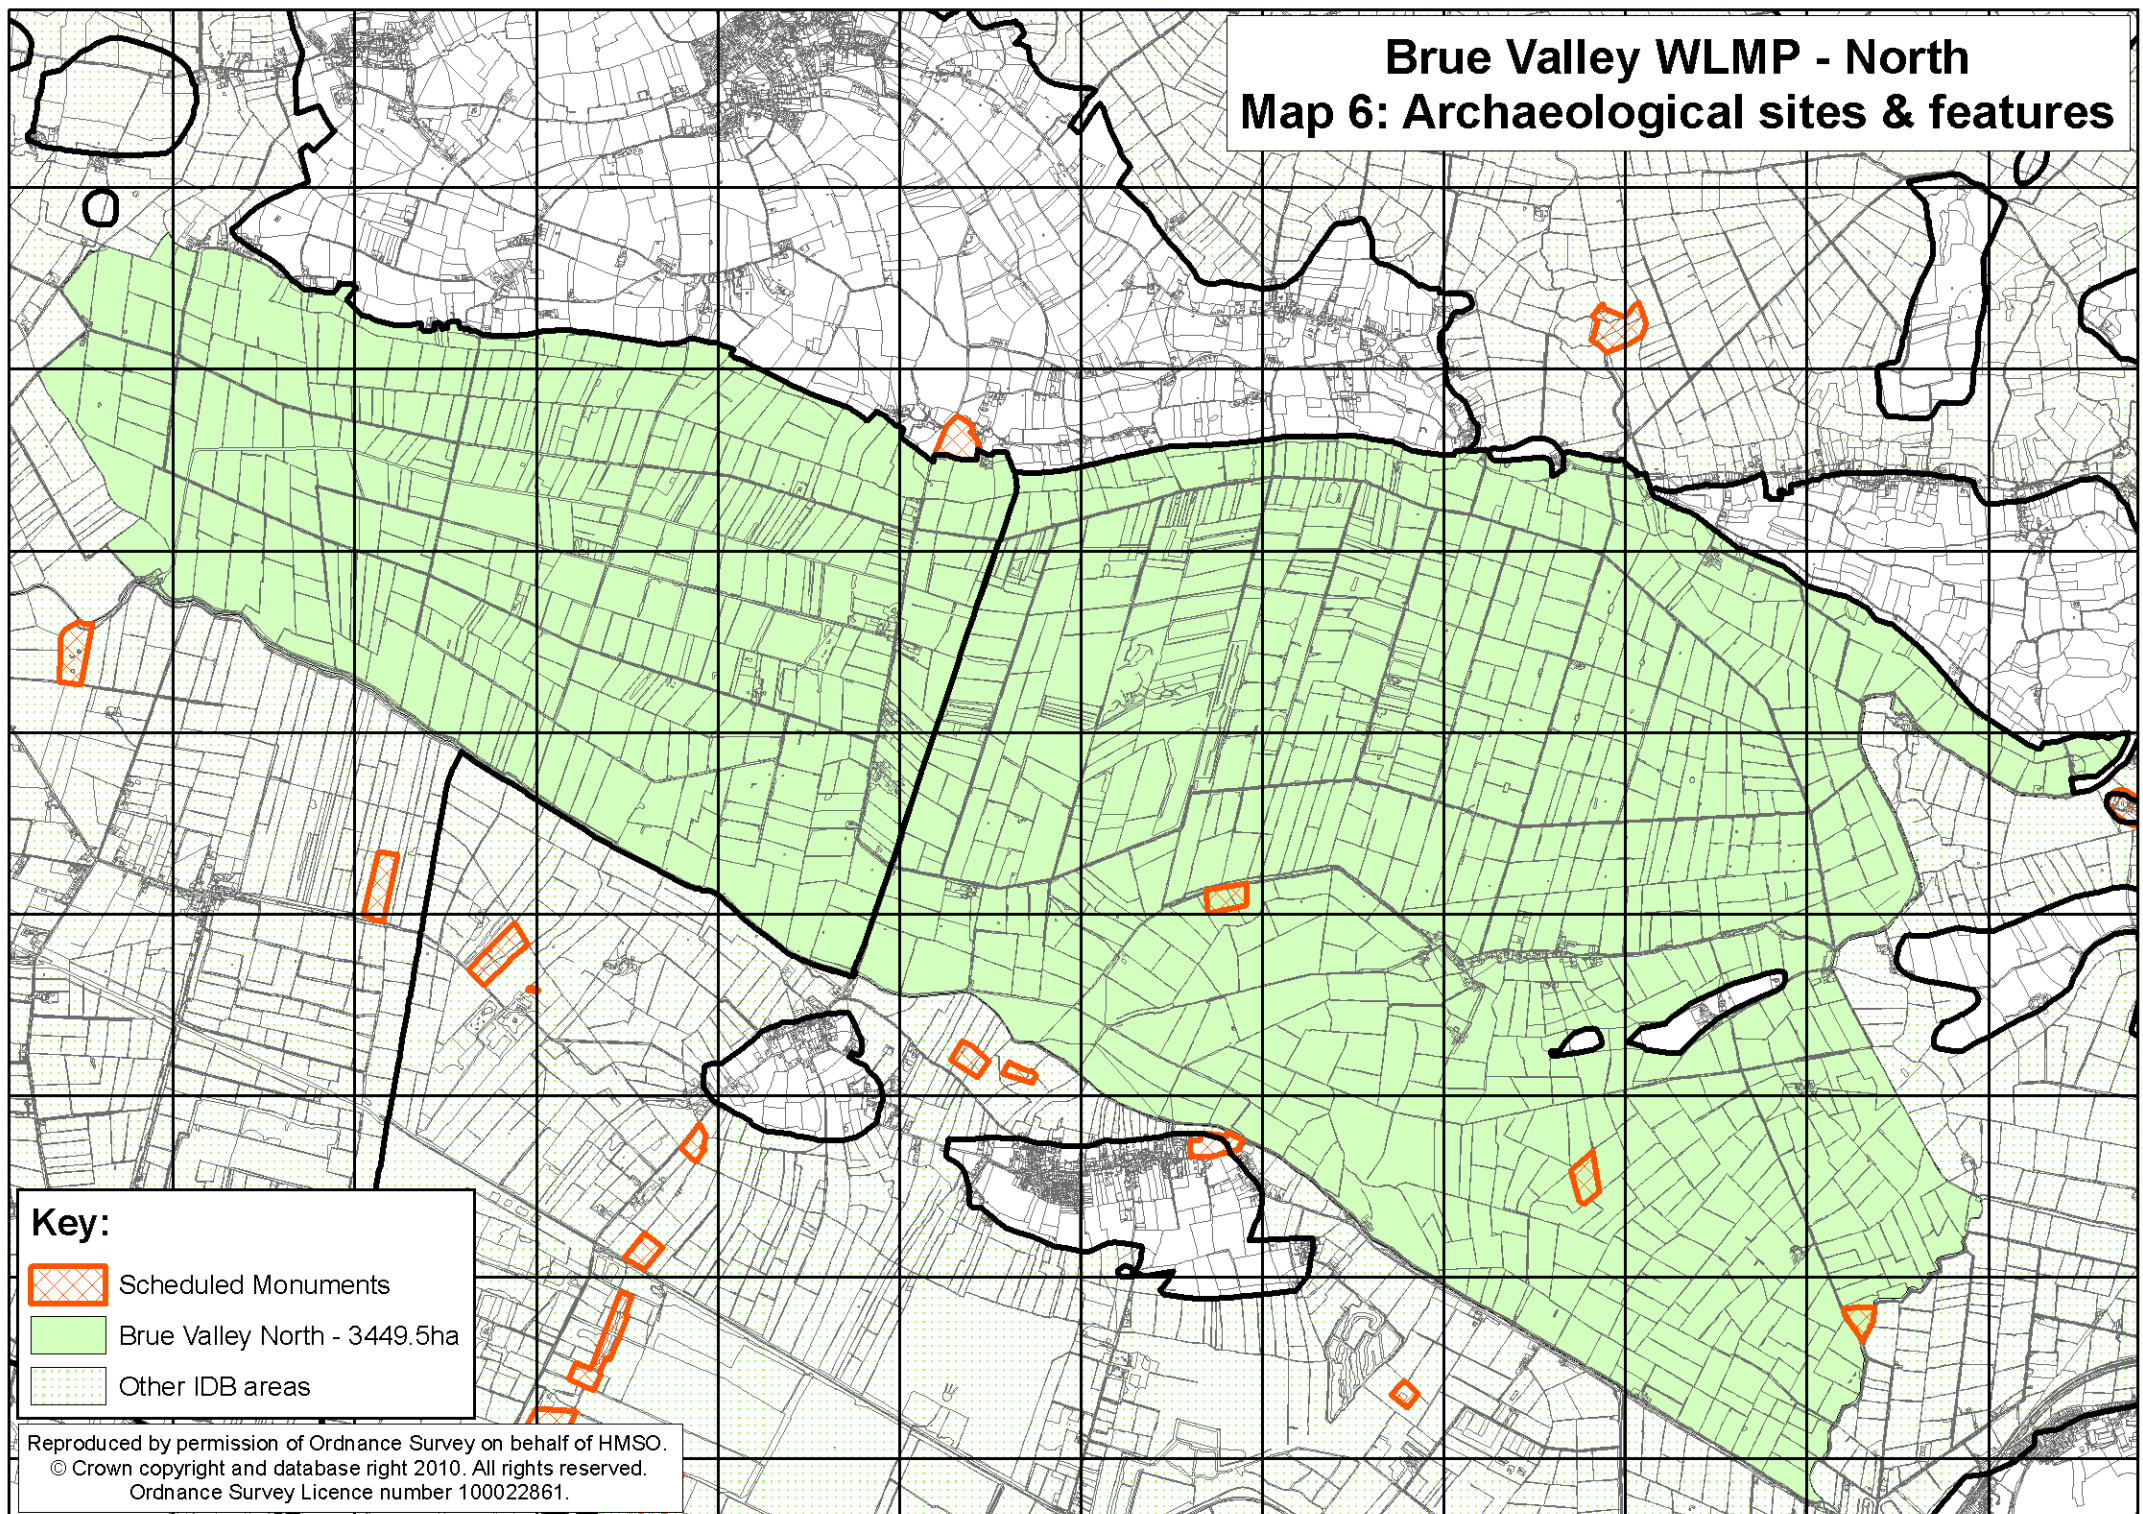 Brue Valley WLMP - North
Map 6: Archaeological sites & features
Key:
Scheduled Monuments
Brue Valley North - 3449.5ha
Other IDB areas
Reproduced by permission of Ordnance Survey on behalf of HMSO.
© Crown copyright and database right 2010. All rights reserved.
Ordnance Survey Licence number 100022861.